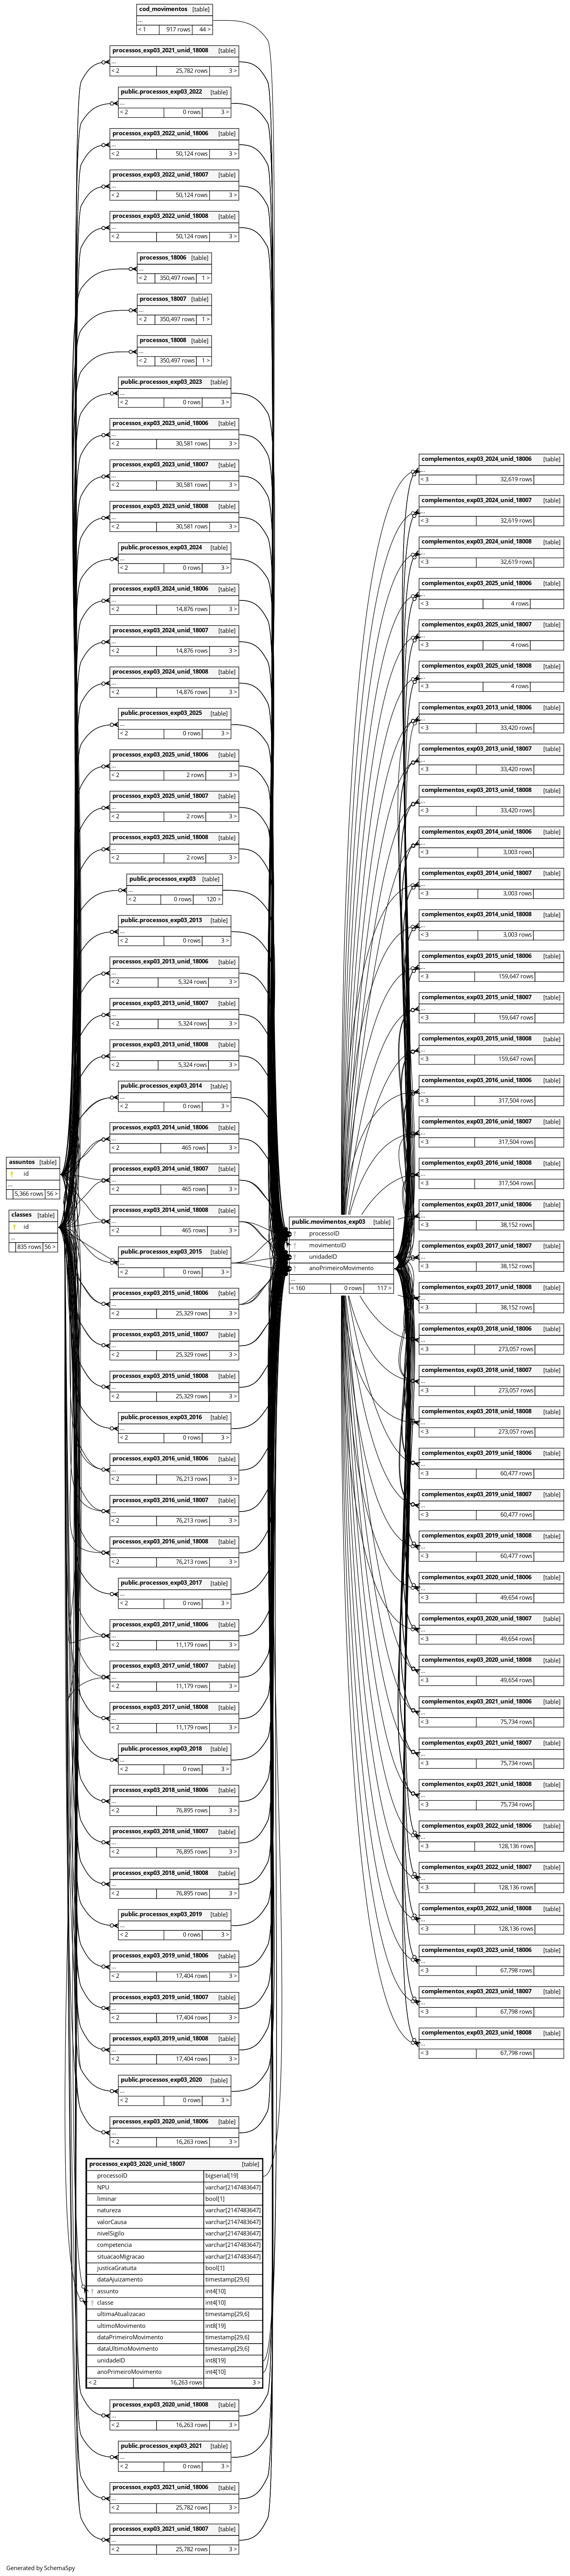 cod_movimentos [table]
...
< 1 917 rows 44 >
processos_exp03_2021_unid_18008 [table]
...
< 2 25,782 rows 3 >
public.processos_exp03_2022 [table]
...
< 2 0 rows 3 >
processos_exp03_2022_unid_18006 [table]
...
< 2 50,124 rows 3 >
processos_exp03_2022_unid_18007 [table]
...
< 2 50,124 rows 3 >
processos_exp03_2022_unid_18008 [table]
...
< 2 50,124 rows 3 >
processos_18006 [table]
...
< 2 350,497 rows 1 >
processos_18007 [table]
...
< 2 350,497 rows 1 >
processos_18008 [table]
...
< 2 350,497 rows 1 >
public.processos_exp03_2023 [table]
...
< 2 0 rows 3 >
processos_exp03_2023_unid_18006 [table]
...
< 2 30,581 rows 3 >
processos_exp03_2023_unid_18007 [table]
...
< 2 30,581 rows 3 >
processos_exp03_2023_unid_18008 [table]
...
< 2 30,581 rows 3 >
public.processos_exp03_2024 [table]
...
< 2 0 rows 3 >
processos_exp03_2024_unid_18006 [table]
...
< 2 14,876 rows 3 >
processos_exp03_2024_unid_18007 [table]
...
< 2 14,876 rows 3 >
processos_exp03_2024_unid_18008 [table]
...
< 2 14,876 rows 3 >
public.processos_exp03_2025 [table]
...
< 2 0 rows 3 >
processos_exp03_2025_unid_18006 [table]
...
< 2 2 rows 3 >
processos_exp03_2025_unid_18007 [table]
...
< 2 2 rows 3 >
processos_exp03_2025_unid_18008 [table]
...
< 2 2 rows 3 >
public.processos_exp03 [table]
...
< 2 0 rows 120 >
public.processos_exp03_2013 [table]
...
< 2 0 rows 3 >
processos_exp03_2013_unid_18006 [table]
...
< 2 5,324 rows 3 >
processos_exp03_2013_unid_18007 [table]
...
< 2 5,324 rows 3 >
processos_exp03_2013_unid_18008 [table]
...
< 2 5,324 rows 3 >
public.processos_exp03_2014 [table]
...
< 2 0 rows 3 >
processos_exp03_2014_unid_18006 [table]
...
< 2 465 rows 3 >
processos_exp03_2014_unid_18007 [table]
...
< 2 465 rows 3 >
processos_exp03_2014_unid_18008 [table]
...
< 2 465 rows 3 >
public.processos_exp03_2015 [table]
...
< 2 0 rows 3 >
processos_exp03_2015_unid_18006 [table]
...
< 2 25,329 rows 3 >
processos_exp03_2015_unid_18007 [table]
...
< 2 25,329 rows 3 >
processos_exp03_2015_unid_18008 [table]
...
< 2 25,329 rows 3 >
public.processos_exp03_2016 [table]
...
< 2 0 rows 3 >
processos_exp03_2016_unid_18006 [table]
...
< 2 76,213 rows 3 >
processos_exp03_2016_unid_18007 [table]
...
< 2 76,213 rows 3 >
processos_exp03_2016_unid_18008 [table]
...
< 2 76,213 rows 3 >
public.processos_exp03_2017 [table]
...
< 2 0 rows 3 >
processos_exp03_2017_unid_18006 [table]
...
< 2 11,179 rows 3 >
processos_exp03_2017_unid_18007 [table]
...
< 2 11,179 rows 3 >
processos_exp03_2017_unid_18008 [table]
...
< 2 11,179 rows 3 >
public.processos_exp03_2018 [table]
...
< 2 0 rows 3 >
processos_exp03_2018_unid_18006 [table]
...
< 2 76,895 rows 3 >
processos_exp03_2018_unid_18007 [table]
...
< 2 76,895 rows 3 >
processos_exp03_2018_unid_18008 [table]
...
< 2 76,895 rows 3 >
public.processos_exp03_2019 [table]
...
< 2 0 rows 3 >
processos_exp03_2019_unid_18006 [table]
...
< 2 17,404 rows 3 >
processos_exp03_2019_unid_18007 [table]
...
< 2 17,404 rows 3 >
processos_exp03_2019_unid_18008 [table]
...
< 2 17,404 rows 3 >
public.processos_exp03_2020 [table]
...
< 2 0 rows 3 >
processos_exp03_2020_unid_18006 [table]
...
< 2 16,263 rows 3 >
processos_exp03_2020_unid_18007 [table]
processoID bigserial[19]
NPU varchar[2147483647]
liminar bool[1]
natureza varchar[2147483647]
valorCausa varchar[2147483647]
nivelSigilo varchar[2147483647]
competencia varchar[2147483647]
situacaoMigracao varchar[2147483647]
justicaGratuita bool[1]
dataAjuizamento timestamp[29,6]
assunto int4[10]
classe int4[10]
ultimaAtualizacao timestamp[29,6]
ultimoMovimento int8[19]
dataPrimeiroMovimento timestamp[29,6]
dataUltimoMovimento timestamp[29,6]
unidadeID int8[19]
anoPrimeiroMovimento int4[10]
< 2 16,263 rows 3 >
processos_exp03_2020_unid_18008 [table]
...
< 2 16,263 rows 3 >
public.processos_exp03_2021 [table]
...
< 2 0 rows 3 >
processos_exp03_2021_unid_18006 [table]
...
< 2 25,782 rows 3 >
processos_exp03_2021_unid_18007 [table]
...
< 2 25,782 rows 3 >
assuntos [table]
id
...
5,366 rows 56 >
classes [table]
id
...
835 rows 56 >
public.movimentos_exp03 [table]
processoID
movimentoID
unidadeID
anoPrimeiroMovimento
...
< 160 0 rows 117 >
complementos_exp03_2024_unid_18006 [table]
...
< 3 32,619 rows
complementos_exp03_2024_unid_18007 [table]
...
< 3 32,619 rows
complementos_exp03_2024_unid_18008 [table]
...
< 3 32,619 rows
complementos_exp03_2025_unid_18006 [table]
...
< 3 4 rows
complementos_exp03_2025_unid_18007 [table]
...
< 3 4 rows
complementos_exp03_2025_unid_18008 [table]
...
< 3 4 rows
complementos_exp03_2013_unid_18006 [table]
...
< 3 33,420 rows
complementos_exp03_2013_unid_18007 [table]
...
< 3 33,420 rows
complementos_exp03_2013_unid_18008 [table]
...
< 3 33,420 rows
complementos_exp03_2014_unid_18006 [table]
...
< 3 3,003 rows
complementos_exp03_2014_unid_18007 [table]
...
< 3 3,003 rows
complementos_exp03_2014_unid_18008 [table]
...
< 3 3,003 rows
complementos_exp03_2015_unid_18006 [table]
...
< 3 159,647 rows
complementos_exp03_2015_unid_18007 [table]
...
< 3 159,647 rows
complementos_exp03_2015_unid_18008 [table]
...
< 3 159,647 rows
complementos_exp03_2016_unid_18006 [table]
...
< 3 317,504 rows
complementos_exp03_2016_unid_18007 [table]
...
< 3 317,504 rows
complementos_exp03_2016_unid_18008 [table]
...
< 3 317,504 rows
complementos_exp03_2017_unid_18006 [table]
...
< 3 38,152 rows
complementos_exp03_2017_unid_18007 [table]
...
< 3 38,152 rows
complementos_exp03_2017_unid_18008 [table]
...
< 3 38,152 rows
complementos_exp03_2018_unid_18006 [table]
...
< 3 273,057 rows
complementos_exp03_2018_unid_18007 [table]
...
< 3 273,057 rows
complementos_exp03_2018_unid_18008 [table]
...
< 3 273,057 rows
complementos_exp03_2019_unid_18006 [table]
...
< 3 60,477 rows
complementos_exp03_2019_unid_18007 [table]
...
< 3 60,477 rows
complementos_exp03_2019_unid_18008 [table]
...
< 3 60,477 rows
complementos_exp03_2020_unid_18006 [table]
...
< 3 49,654 rows
complementos_exp03_2020_unid_18007 [table]
...
< 3 49,654 rows
complementos_exp03_2020_unid_18008 [table]
...
< 3 49,654 rows
complementos_exp03_2021_unid_18006 [table]
...
< 3 75,734 rows
complementos_exp03_2021_unid_18007 [table]
...
< 3 75,734 rows
complementos_exp03_2021_unid_18008 [table]
...
< 3 75,734 rows
complementos_exp03_2022_unid_18006 [table]
...
< 3 128,136 rows
complementos_exp03_2022_unid_18007 [table]
...
< 3 128,136 rows
complementos_exp03_2022_unid_18008 [table]
...
< 3 128,136 rows
complementos_exp03_2023_unid_18006 [table]
...
< 3 67,798 rows
complementos_exp03_2023_unid_18007 [table]
...
< 3 67,798 rows
complementos_exp03_2023_unid_18008 [table]
...
< 3 67,798 rows
Generated by SchemaSpy